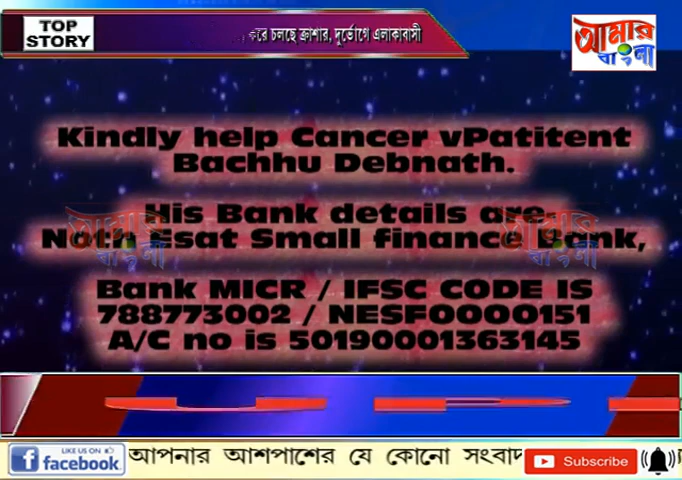 TOP
STORY
করে চলছে ক্রাশার, দুর্ভোগে এলাকাবাসী
আমার
বাংলা
Kindly help Cancer vPatitent
Bachhu Debnath.
আমার বাংলা
আমার বাংলা
His Bank details are,
Noth Esat Small finance Bank,
Bank MICR / IFSC CODE IS
788773002 / NESF0000151
A/C no is 50190001363145
LIKE US ON
facebook
আপনার আশপাশের যে কোনো সংবাদ
Subscribe